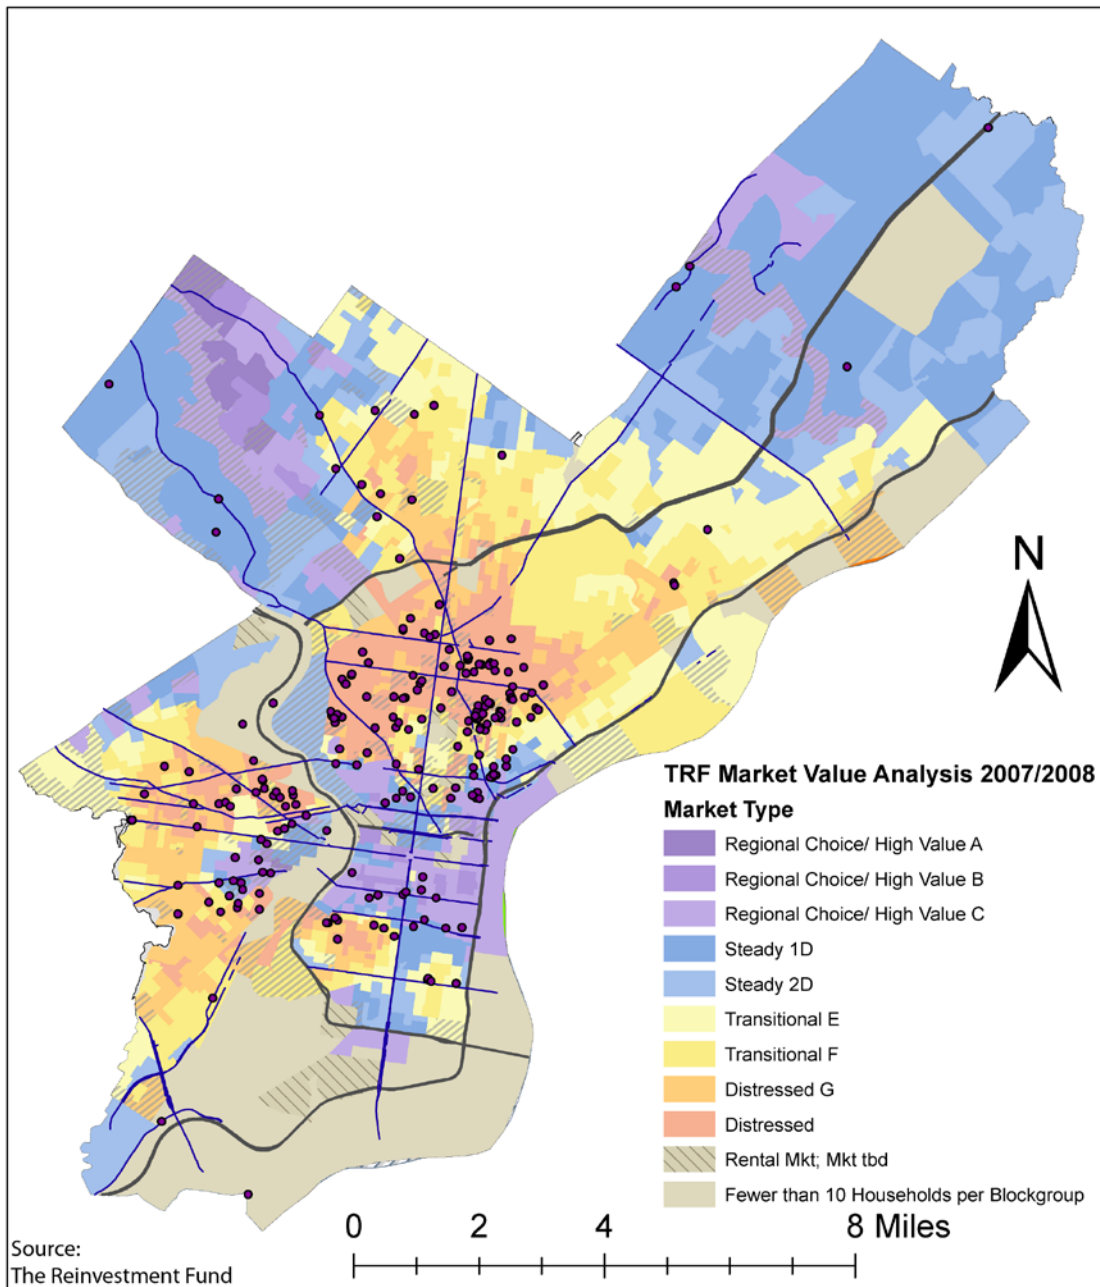 N
TRF Market Value Analysis 2007/2008
Market Type
Regional Choice/ High Value A
Regional Choice/ High Value B
Regional Choice/ High Value C
Steady 1D
Steady 2D
Transitional E
Transitional F
Distressed G
Distressed
Rental Mkt; Mkt tbd
Fewer than 10 Households per Blockgroup
0 2 4 8 Miles
Source:
The Reinvestment Fund